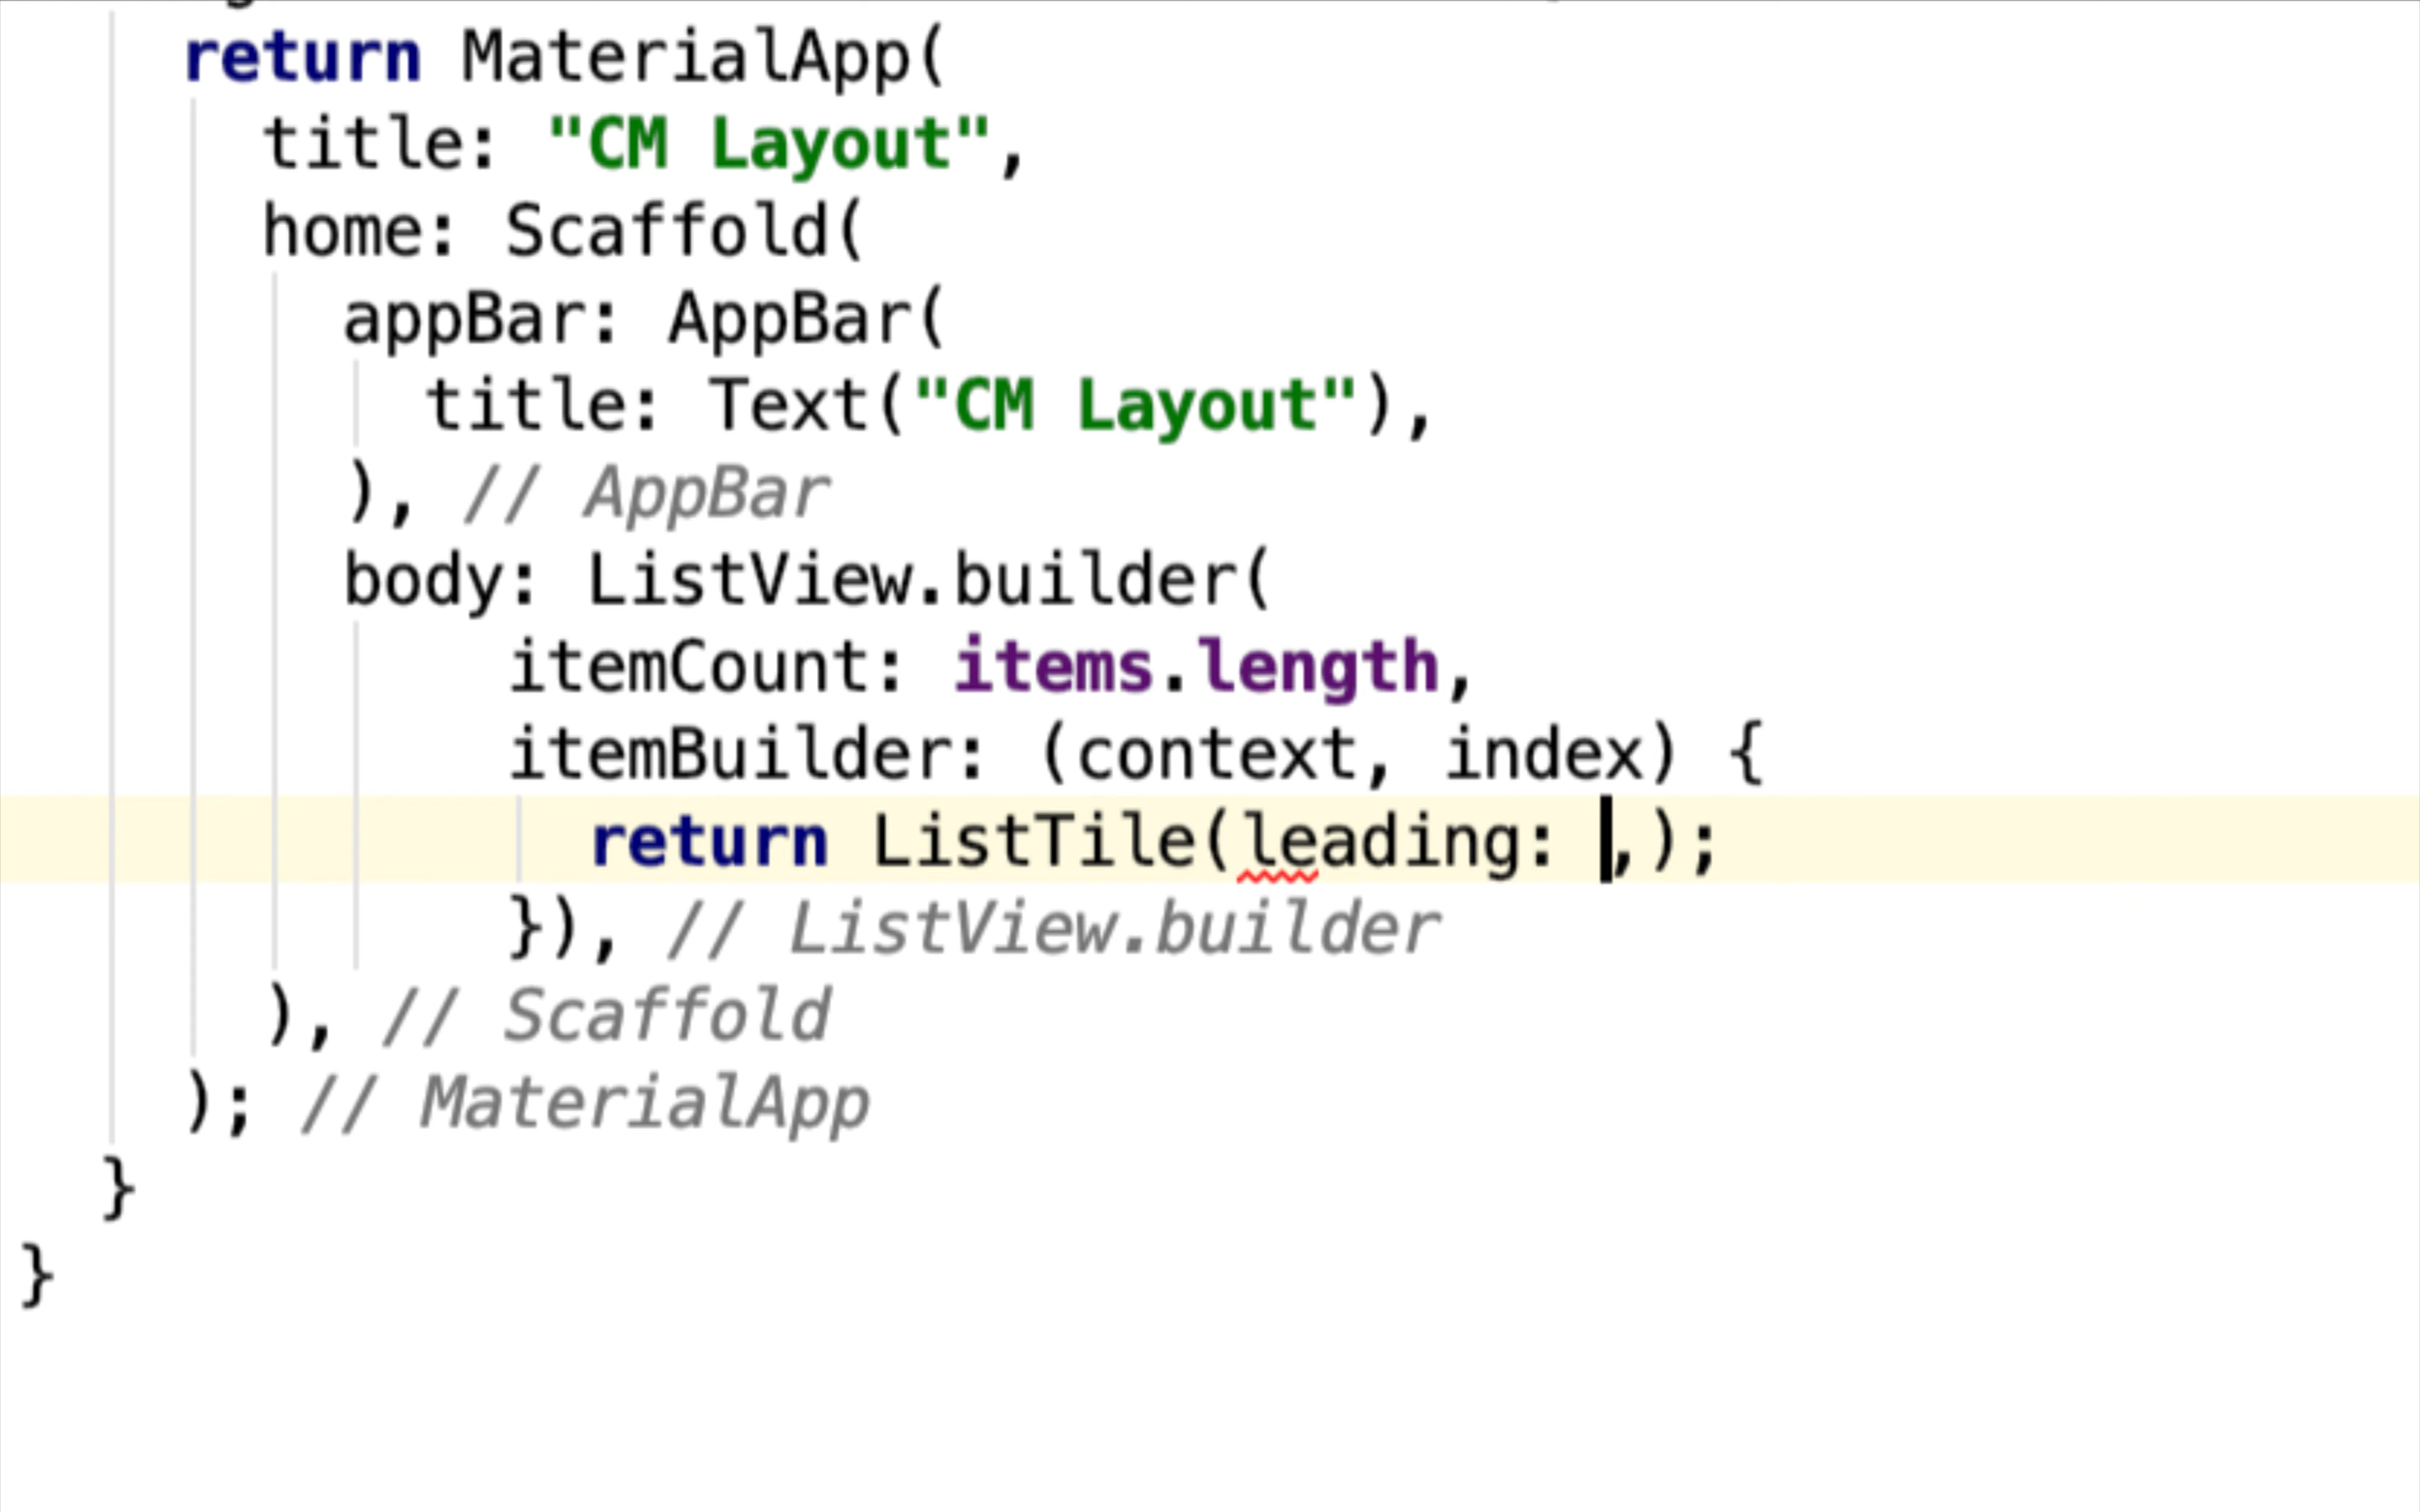 return MaterialApp(
title: "CM Layout",
home: Scaffold(
appBar: AppBar(
title: Text("CM Layout"),
), // AppBar
body: ListView.builder(
itemCount: items.length,
itemBuilder: (context, index) {
return ListTile(leading: ,);
}), // ListView.builder
), // Scaffold
); // MaterialApp
}
}